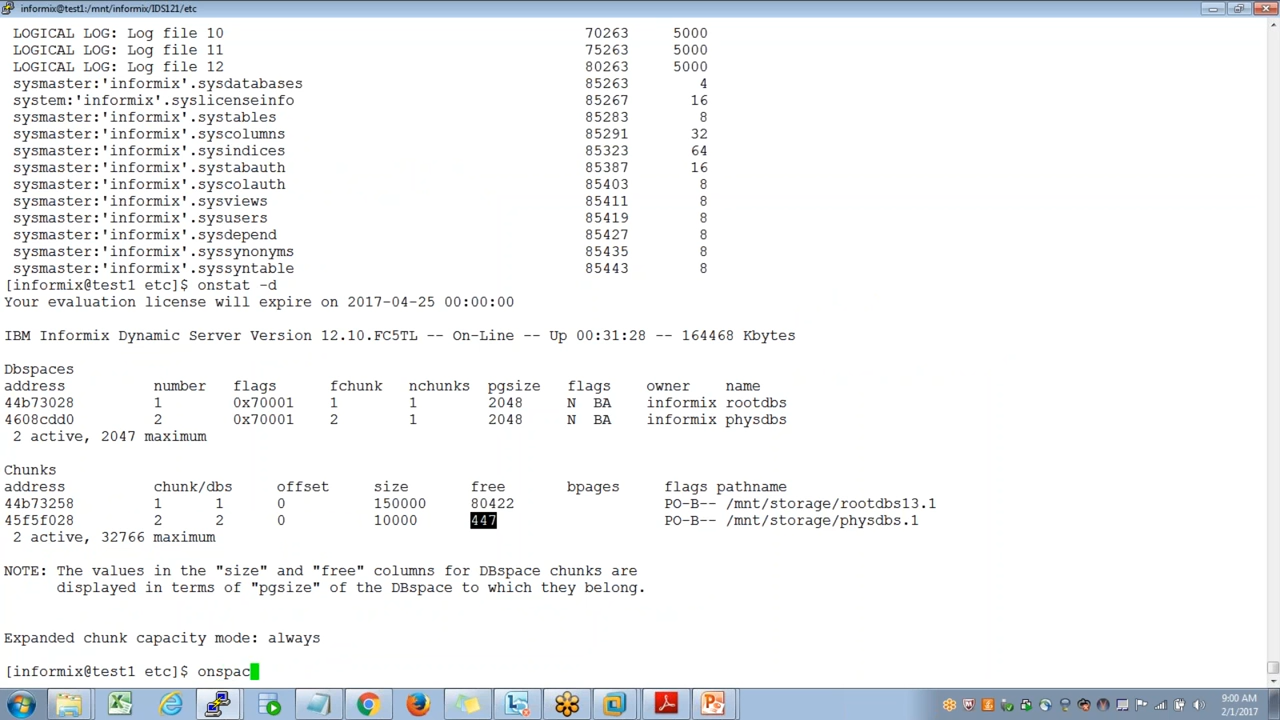 informix@test1:/mnt/informix/IDS121/etc
LOGICAL LOG: Log file 10 70263 5000
LOGICAL LOG: Log file 11 75263 5000
LOGICAL LOG: Log file 12 80263 5000
sysmaster:'informix'.sysdatabases 85263 4
system:'informix'.syslicenseinfo 85267 16
sysmaster:'informix'.systables 85283 8
sysmaster:'informix'.syscolumns 85291 32
sysmaster:'informix'.sysindices 85323 64
sysmaster:'informix'.systabauth 85387 16
sysmaster:'informix'.syscolauth 85403 8
sysmaster:'informix'.sysviews 85411 8
sysmaster:'informix'.sysusers 85419 8
sysmaster:'informix'.sysdepend 85427 8
sysmaster:'informix'.syssynonyms 85435 8
sysmaster:'informix'.syssyntable 85443 8
[informix@test1 etc]$ onstat -d
Your evaluation license will expire on 2017-04-25 00:00:00
IBM Informix Dynamic Server Version 12.10.FC5TL -- On-Line -- Up 00:31:28 -- 164468 Kbytes
Dbspaces
address number flags fchunk nchunks pgsize flags owner name
44b73028 1 0x70001 1 1 2048 N BA informix rootdbs
4608cdd0 2 0x70001 2 1 2048 N BA informix physdbs
2 active, 2047 maximum
Chunks
address chunk/dbs offset size free bpages flags pathname
44b73258 1 1 0 150000 80422 PO-B-- /mnt/storage/rootdbs13.1
45f5f028 2 2 0 10000 447 PO-B-- /mnt/storage/physdbs.1
2 active, 32766 maximum
NOTE: The values in the "size" and "free" columns for DBspace chunks are
displayed in terms of "pgsize" of the DBspace to which they belong.
Expanded chunk capacity mode: always
[informix@test1 etc]$ onspac
9:00 AM
2/1/2017